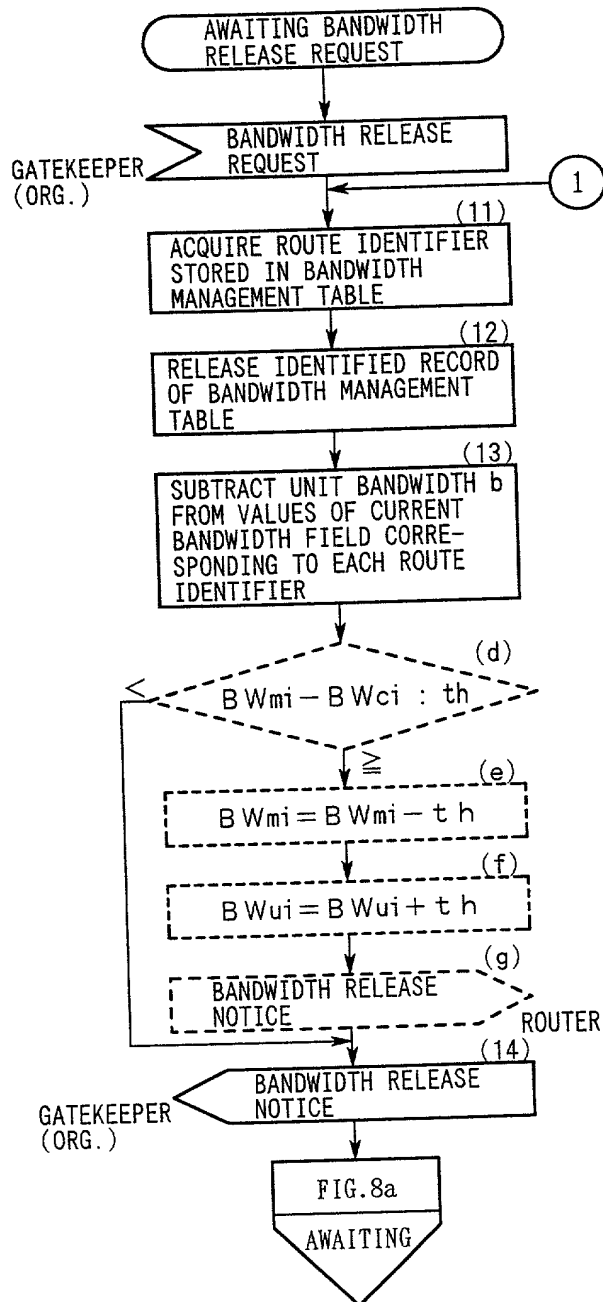 AWAITING BANDWIDTH
RELEASE REQUEST
BANDWIDTH RELEASE
REQUEST
GATEKEEPER
(ORG.)
1
(11)
ACQUIRE ROUTE IDENTIFIER
STORED IN BANDWIDTH
MANAGEMENT TABLE
(12)
RELEASE IDENTIFIED RECORD
OF BANDWIDTH MANAGEMENT
TABLE
(13)
SUBTRACT UNIT BANDWIDTH b
FROM VALUES OF CURRENT
BANDWIDTH FIELD CORRE-
SPONDING TO EACH ROUTE
IDENTIFIER
(d)
<
BWmi−BWci : th
≧
(e)
BWmi=BWmi−th
(f)
BWui=BWui+th
(g)
BANDWIDTH RELEASE
NOTICE
ROUTER
(14)
BANDWIDTH RELEASE
NOTICE
GATEKEEPER
(ORG.)
FIG.8a
AWAITING